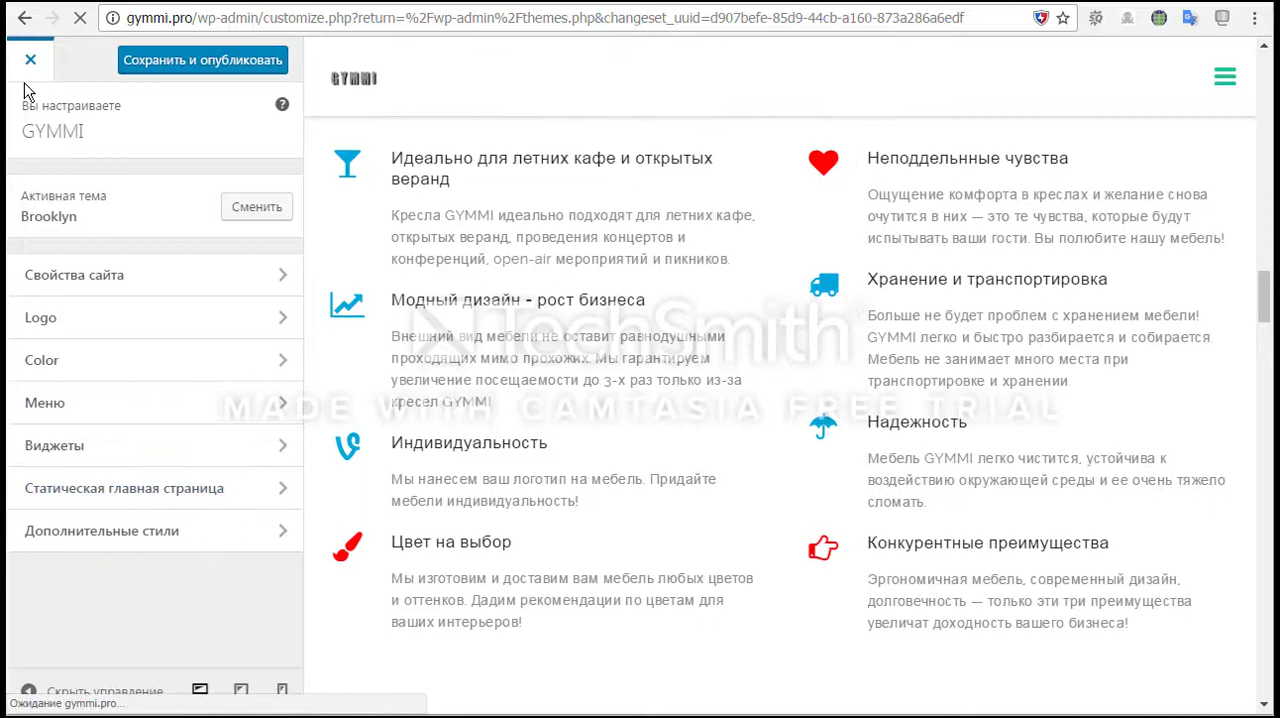 gymmi.pro/wp-admin/customize.php?return=%2Fwp-admin%2Fthemes.php&changeset_uuid=d907befe-85d9-44cb-a160-873a286a6edf
Сохранить и опубликовать
Вы настраиваете
GYMMI
Активная тема
Brooklyn
Сменить
Свойства сайта
Logo
Color
Меню
Виджеты
Статическая главная страница
Дополнительные стили
Скрыть управление
Ожидание gymmi.pro...
GYMMI
Идеально для летних кафе и открытых
веранд
Кресла GYMMI идеально подходят для летних кафе,
открытых веранд, проведения концертов и
конференций, open-air мероприятий и пикников.
Модный дизайн - рост бизнеса
Внешний вид мебели не оставит равнодушными
проходящих мимо прохожих. Мы гарантируем
увеличение посещаемости до 3-х раз только из-за
кресел GYMMI.
Индивидуальность
Мы нанесем ваш логотип на мебель. Придайте
мебели индивидуальность!
Цвет на выбор
Мы изготовим и доставим вам мебель любых цветов
и оттенков. Дадим рекомендации по цветам для
ваших интерьеров!
Неподдельнные чувства
Ощущение комфорта в креслах и желание снова
очутится в них — это те чувства, которые будут
испытывать ваши гости. Вы полюбите нашу мебель!
Хранение и транспортировка
Больше не будет проблем с хранением мебели!
GYMMI легко и быстро разбирается и собирается.
Мебель не занимает много места при
транспортировке и хранении.
Надежность
Мебель GYMMI легко чистится, устойчива к
воздействию окружающей среды и ее очень тяжело
сломать.
Конкурентные преимущества
Эргономичная мебель, современный дизайн,
долговечность — только эти три преимущества
увеличат доходность вашего бизнеса!
TechSmith
MADE WITH CAMTASIA FREE TRIAL